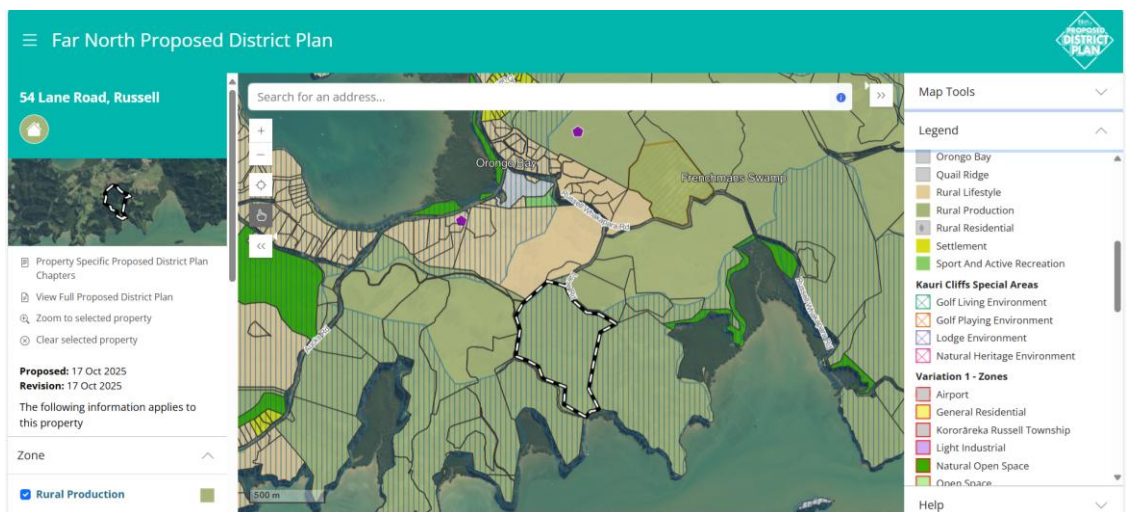 Far North Proposed District Plan
PROPOSED
DISTRICT
PLAN
54 Lane Road, Russell
Property Specific Proposed District Plan
Chapters
View Full Proposed District Plan
Zoom to selected property
Clear selected property
Proposed: 17 Oct 2025
Revision: 17 Oct 2025
The following information applies to
this property
Zone
Rural Production
Search for an address...
Orongo Bay
Frenchmans Swamp
500 m
Map Tools
Legend
Orongo Bay
Quail Ridge
Rural Lifestyle
Rural Production
Rural Residential
Settlement
Sport And Active Recreation
Kauri Cliffs Special Areas
Golf Living Environment
Golf Playing Environment
Lodge Environment
Natural Heritage Environment
Variation 1 - Zones
Airport
General Residential
Kororāreka Russell Township
Light Industrial
Natural Open Space
Open Space
Help